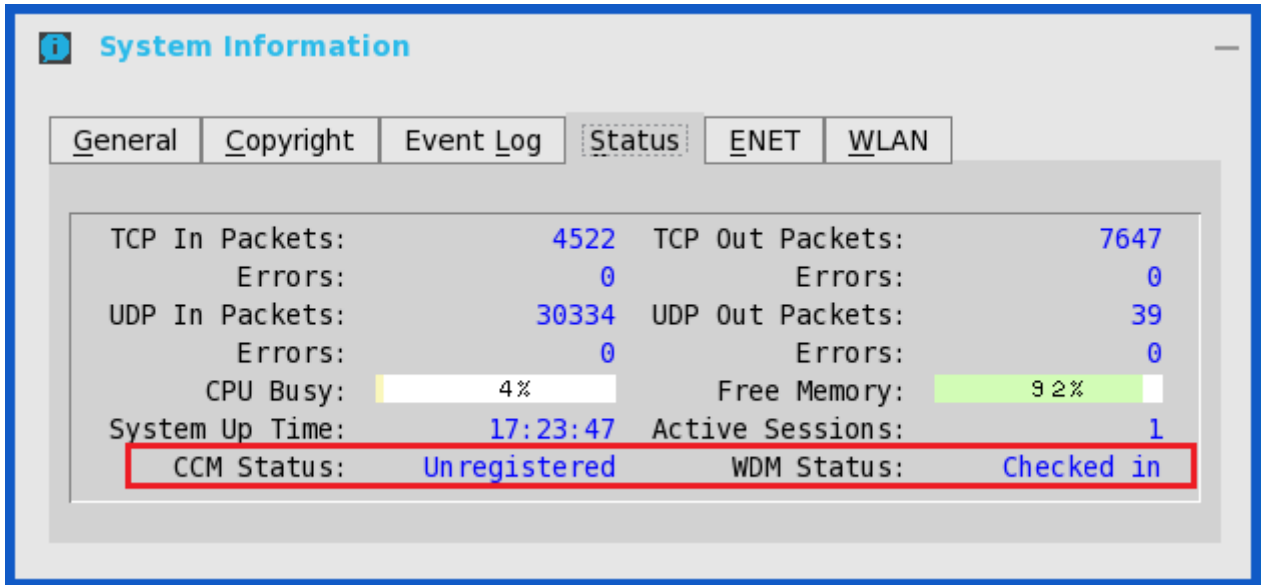 System Information
General Copyright Event Log Status ENET WLAN
TCP In Packets: 4522 TCP Out Packets: 7647
Errors: 0 Errors: 0
UDP In Packets: 30334 UDP Out Packets: 39
Errors: 0 Errors: 0
CPU Busy: 4% Free Memory: 92%
System Up Time: 17:23:47 Active Sessions: 1
CCM Status: Unregistered WDM Status: Checked in